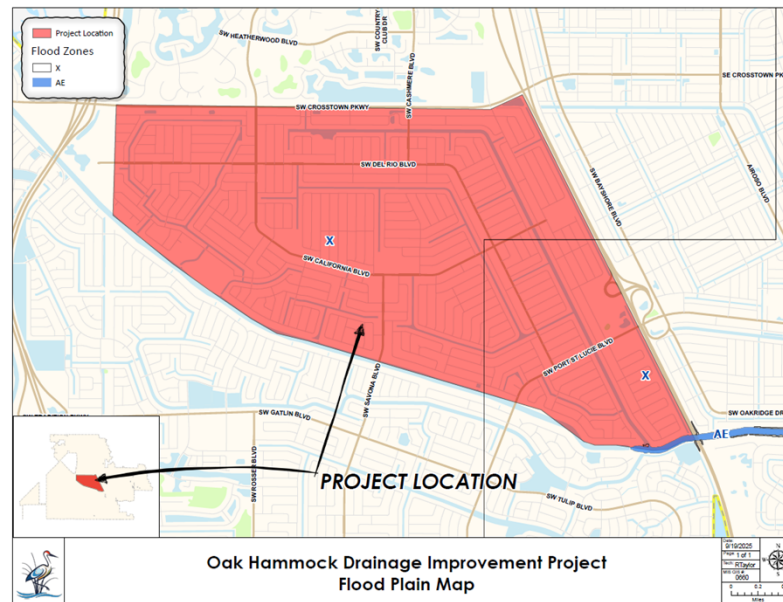 Project Location
Flood Zones
X
AE
SW HEATHERWOOD BLVD
SW COUNTRY
CLUB DR
SW CASHMERE BLVD
SE CROSSTOWN PK
SW CROSSTOWN PKWY
SW DEL RIO BLVD
SW BAYSHORE BLVD
AIROSO BLVD
X
SW CALIFORNIA BLVD
SW PORT ST LUCIE BLVD
X
SW SAVONA BLVD
SW GATLIN BLVD
SW OAKRIDGE DR
AE
SW ROSSER BLVD
PROJECT LOCATION
SW TULIP BLVD
Oak Hammock Drainage Improvement Project
Flood Plain Map
Date:
9/19/2025
Page: 1 of 1
Tech: RTaylor
0660
0
0.2
Miles